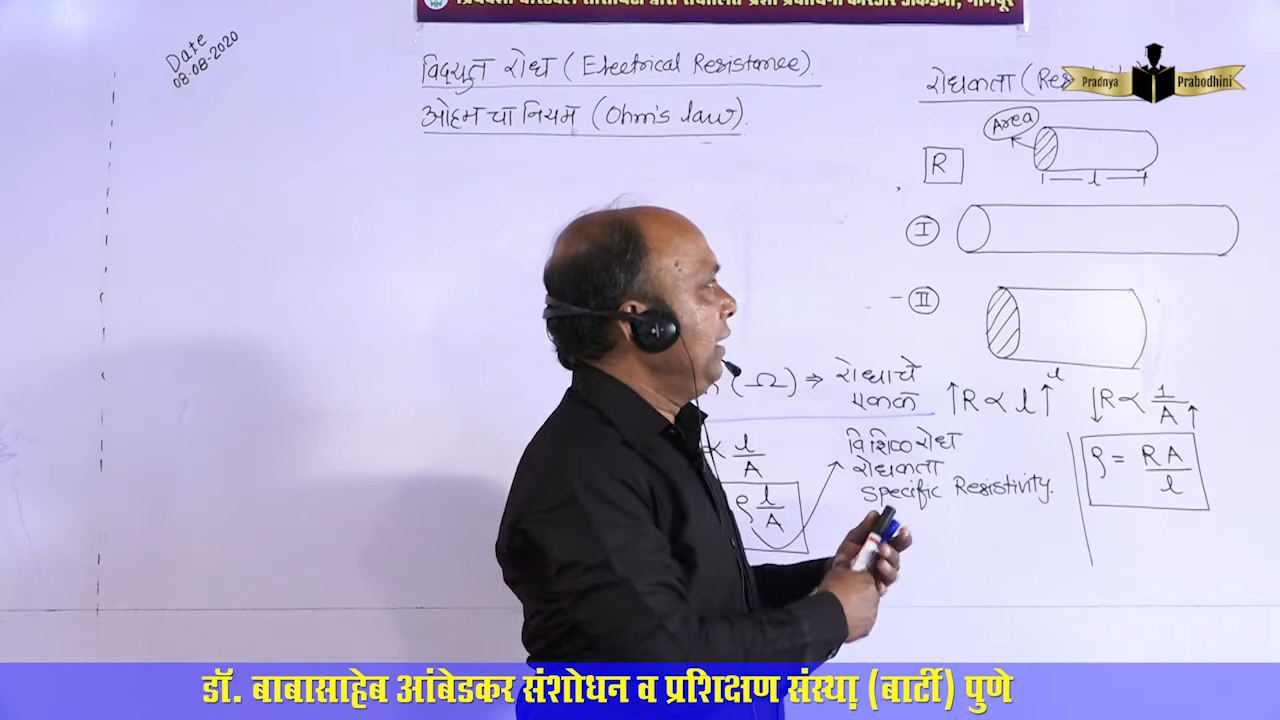 Date
08-08-2020
विद्युत रोध (Electrical Resistance).
ओहमचा नियम (Ohm's law).
रोधकता
Pradnya Prabodhini
Area
R
l
I
II
(Ω) ⇒ रोधाचे
एकक
↑R ∝ l↑
l
↓R ∝ 1/A↑
∝ l/A
ρ l/A
विशिष्ट रोध
रोधकता
Specific Resistivity.
ρ = RA/l
डॉ. बाबासाहेब आंबेडकर संशोधन व प्रशिक्षण संस्था (बार्टी) पुणे